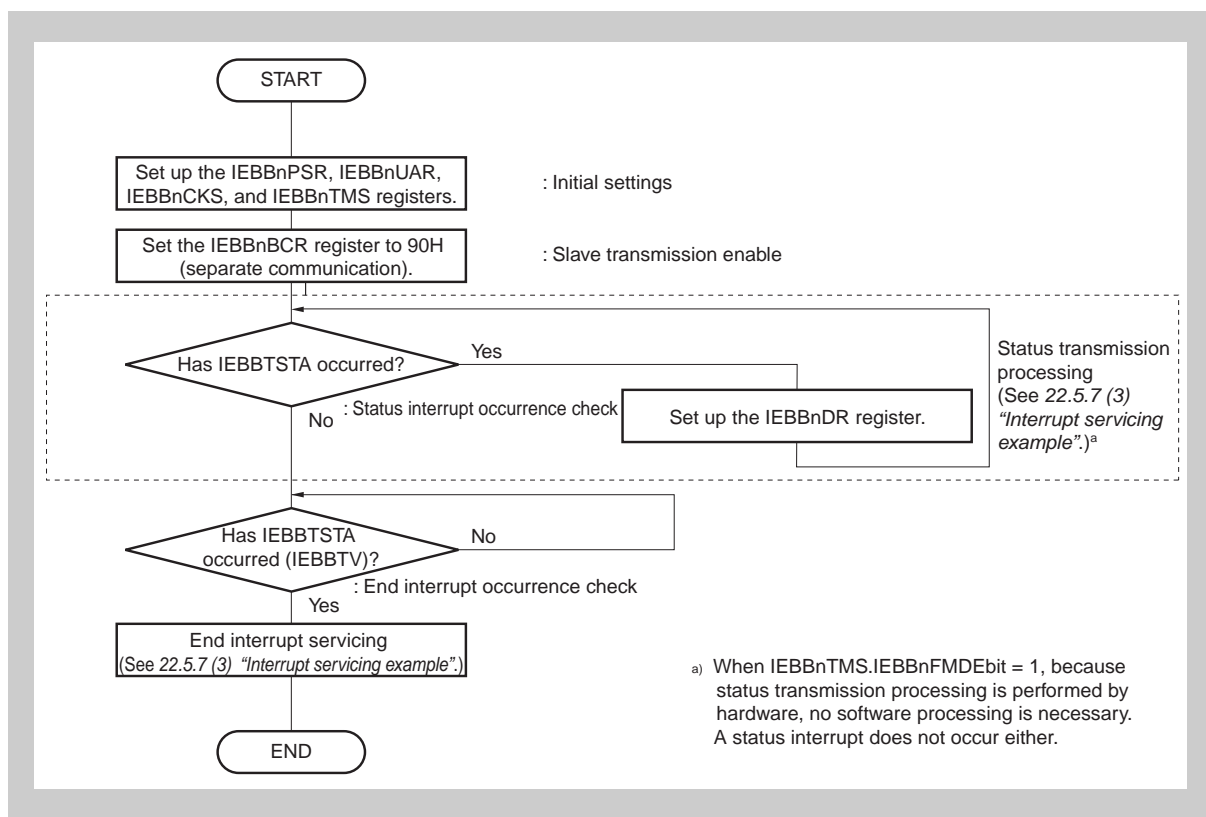 START
Set up the IEBBnPSR, IEBBnUAR,
IEBBnCKS, and IEBBnTMS registers.
: Initial settings
Set the IEBBnBCR register to 90H
(separate communication).
: Slave transmission enable
Has IEBBTSTA occurred?
Yes
No
: Status interrupt occurrence check
Set up the IEBBnDR register.
Status transmission
processing
(See 22.5.7 (3)
“Interrupt servicing
example”.)a
Has IEBBTSTA
occurred (IEBBTV)?
No
: End interrupt occurrence check
Yes
End interrupt servicing
(See 22.5.7 (3) “Interrupt servicing example”.)
END
a) When IEBBnTMS.IEBBnFMDEbit = 1, because
status transmission processing is performed by
hardware, no software processing is necessary.
A status interrupt does not occur either.